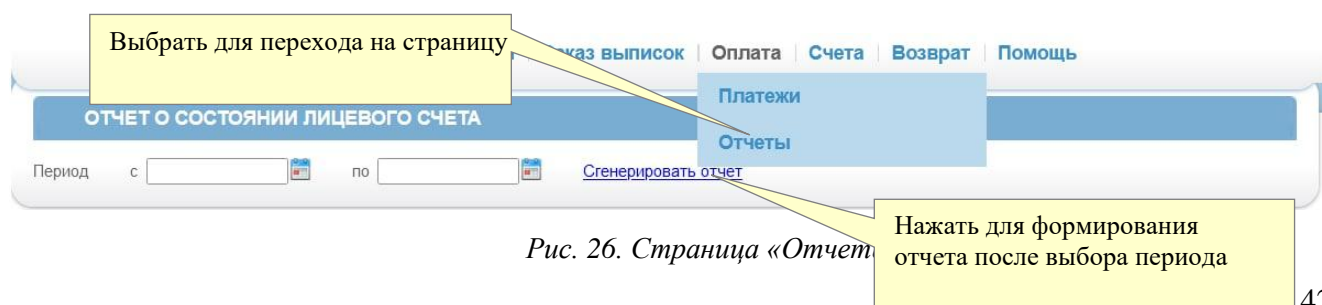 Выбрать для перехода на страницу
каз выписок | Оплата | Счета | Возврат | Помощь
Платежи
ОТЧЕТ О СОСТОЯНИИ ЛИЦЕВОГО СЧЕТА
Отчеты
Период с по Сгенерировать отчет
Нажать для формирования
отчета после выбора периода
Рис. 26. Страница «Отчет